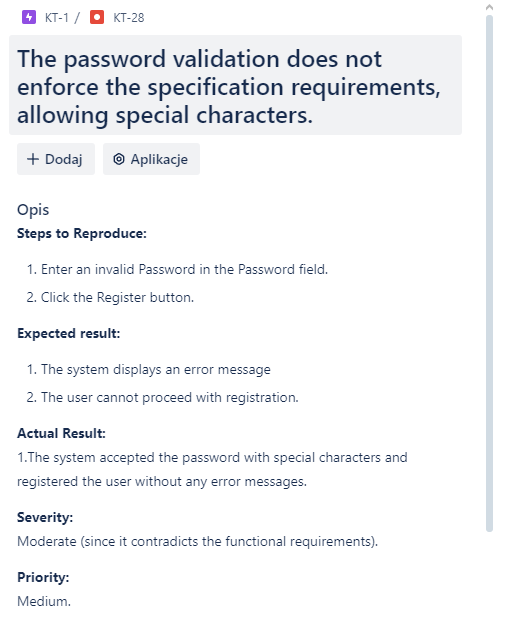 KT-1 / KT-28
The password validation does not
enforce the specification requirements,
allowing special characters.
+ Dodaj Aplikacje
Opis
Steps to Reproduce:
1. Enter an invalid Password in the Password field.
2. Click the Register button.
Expected result:
1. The system displays an error message
2. The user cannot proceed with registration.
Actual Result:
1.The system accepted the password with special characters and
registered the user without any error messages.
Severity:
Moderate (since it contradicts the functional requirements).
Priority:
Medium.